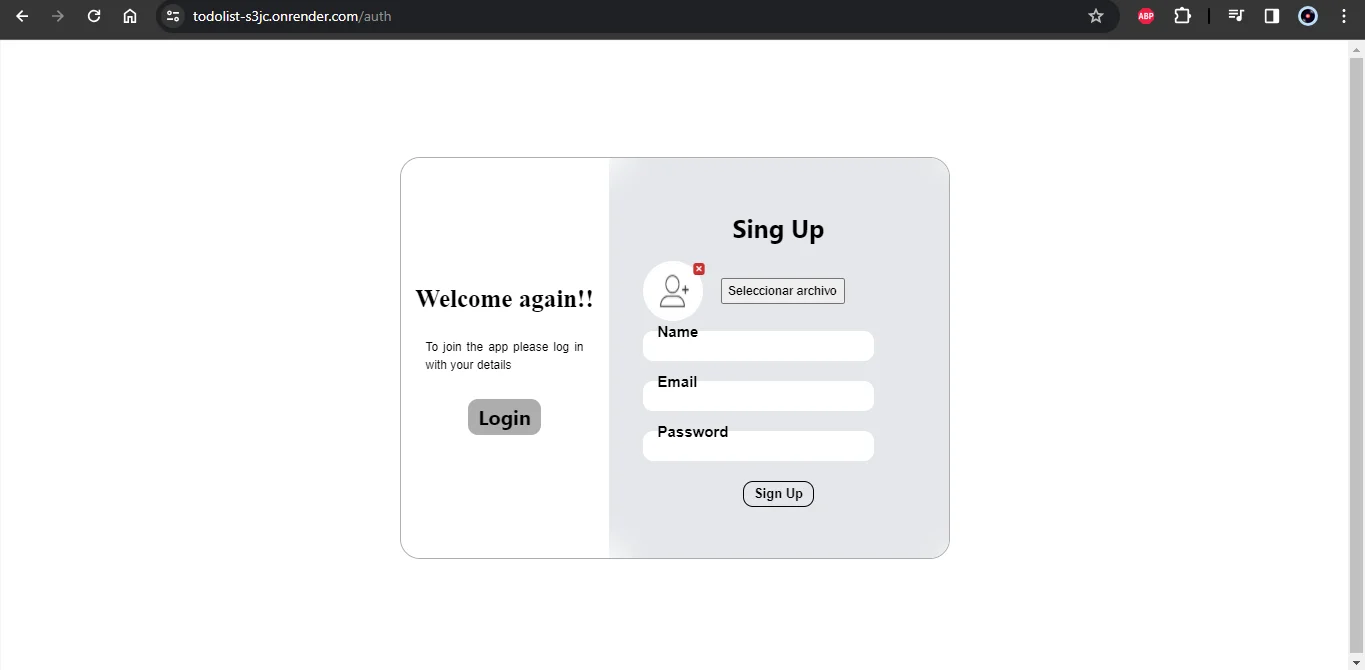 todolist-s3jc.onrender.com/auth
ABP
Welcome again!!
To join the app please log in
with your details
Login
Sing Up
Seleccionar archivo
Name
Email
Password
Sign Up